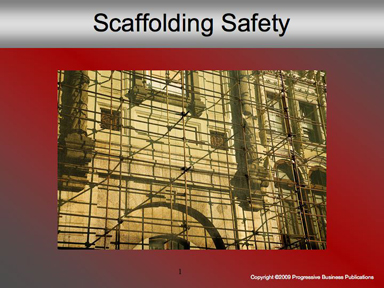 Scaffolding Safety
1
Copyright ©2009 Progressive Business Publications